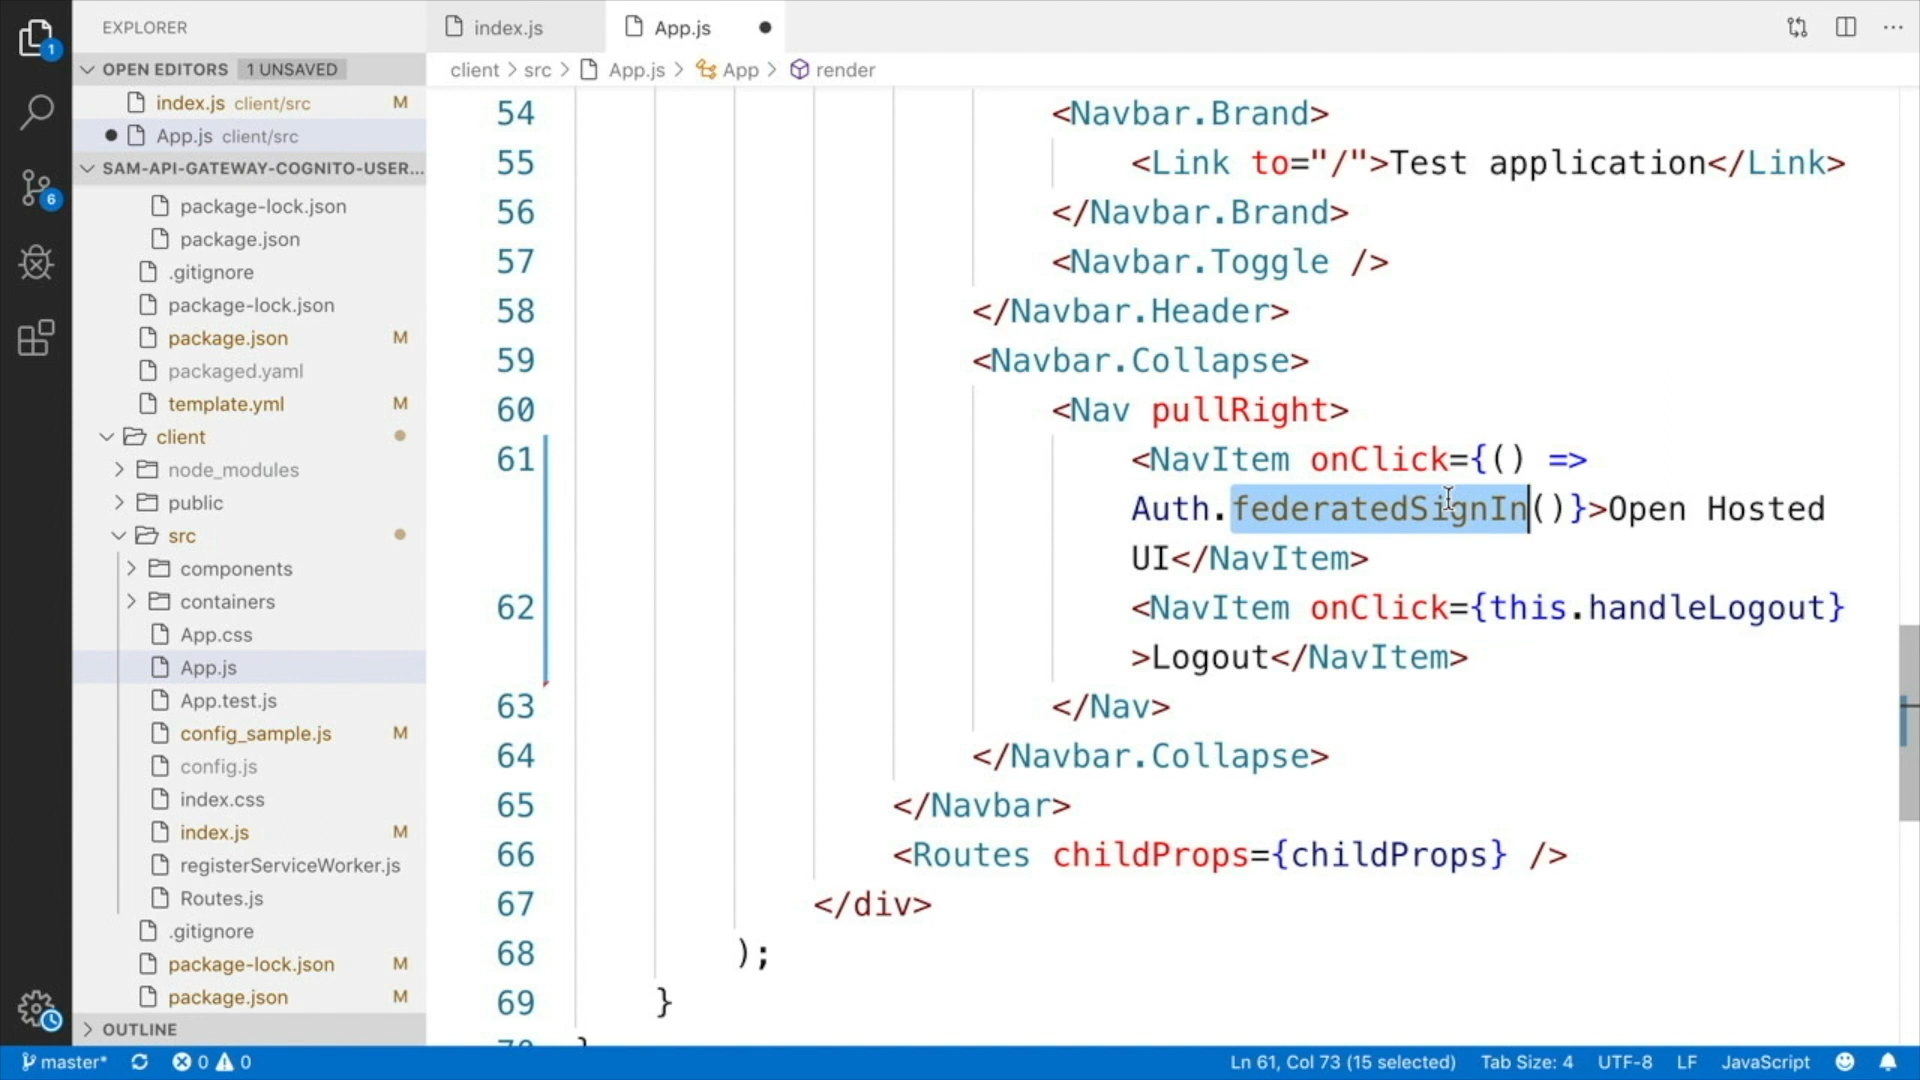 EXPLORER
index.js
App.js
OPEN EDITORS 1 UNSAVED
client > src > App.js > App > render
index.js client/src M
App.js client/src
SAM-API-GATEWAY-COGNITO-USER...
package-lock.json
package.json
.gitignore
package-lock.json
package.json M
packaged.yaml
template.yml M
client
node_modules
public
src
components
containers
App.css
App.js
App.test.js
config_sample.js M
config.js
index.css
index.js M
registerServiceWorker.js
Routes.js
.gitignore
package-lock.json M
package.json M
OUTLINE
54 <Navbar.Brand>
55 <Link to="/">Test application</Link>
56 </Navbar.Brand>
57 <Navbar.Toggle />
58 </Navbar.Header>
59 <Navbar.Collapse>
60 <Nav pullRight>
61 <NavItem onClick={() =>
Auth.federatedSignIn()}>Open Hosted
UI</NavItem>
62 <NavItem onClick={this.handleLogout}
>Logout</NavItem>
63 </Nav>
64 </Navbar.Collapse>
65 </Navbar>
66 <Routes childProps={childProps} />
67 </div>
68 );
69 }
70 }
1
6
master* 0 0 Ln 61, Col 73 (15 selected) Tab Size: 4 UTF-8 LF JavaScript